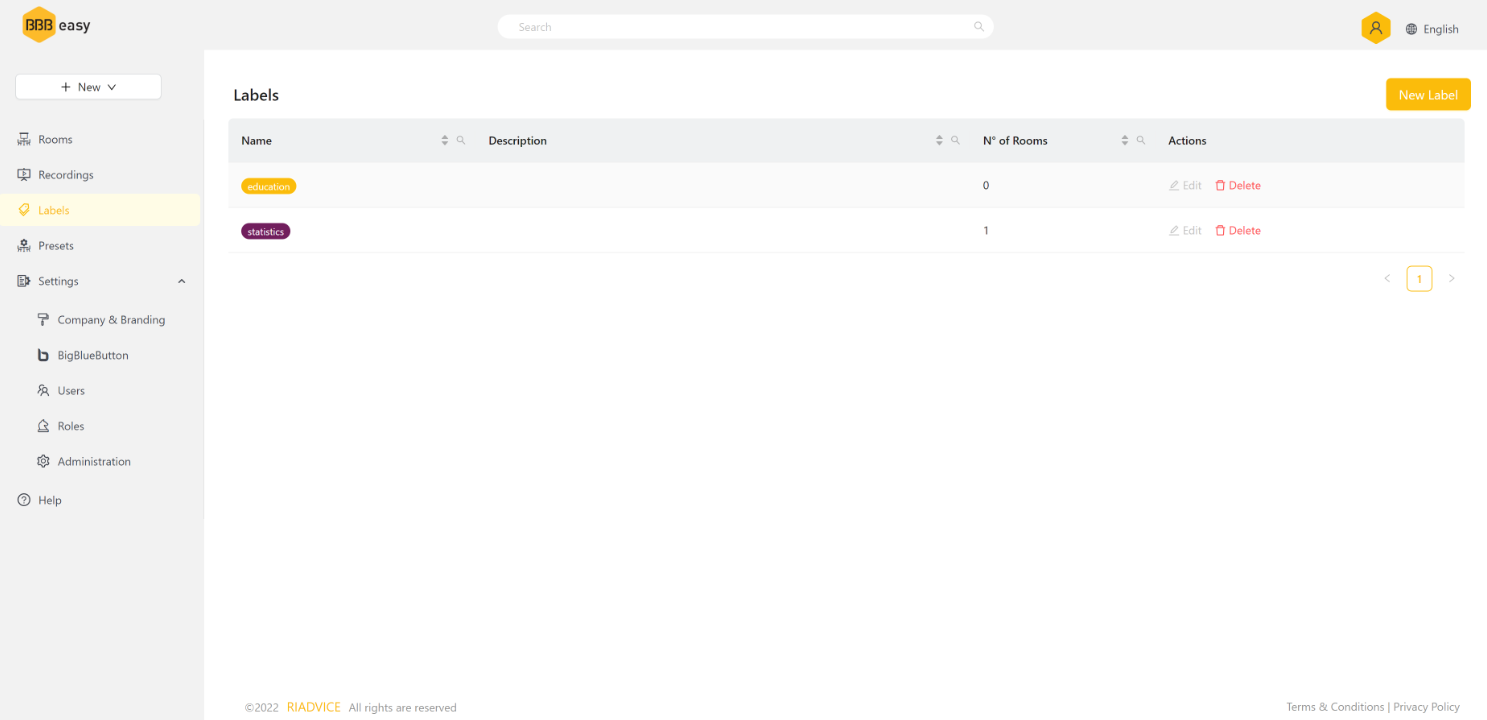 BBB easy
Search
English
New
Rooms
Recordings
Labels
Presets
Settings
Company & Branding
BigBlueButton
Users
Roles
Administration
Help
Labels
New Label
Name Description N° of Rooms Actions
education 0 Edit Delete
statistics 1 Edit Delete
1
©2022 RIADVICE All rights are reserved
Terms & Conditions | Privacy Policy